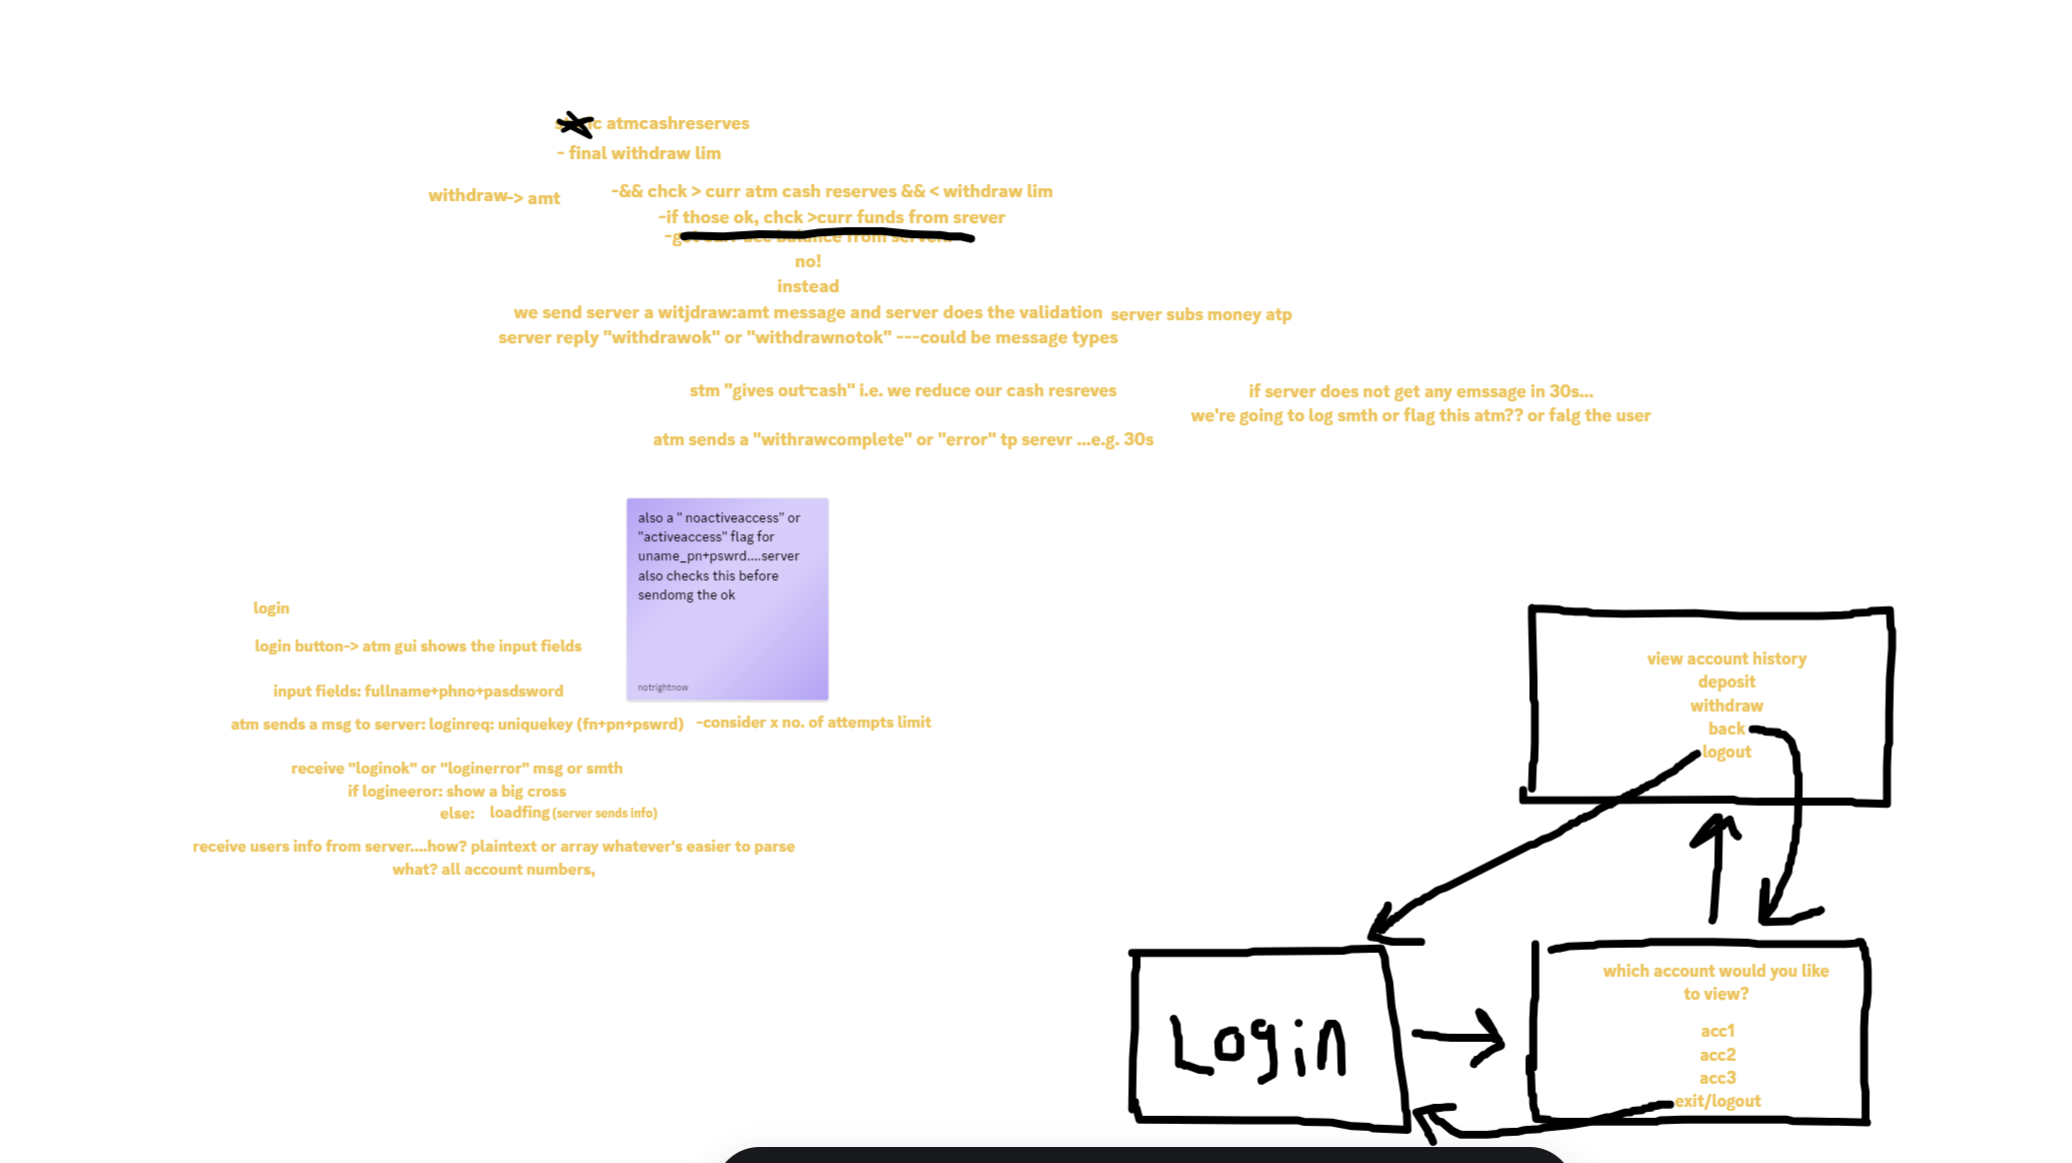 atmcashreserves
- final withdraw lim
withdraw-> amt
-&& chck > curr atm cash reserves && < withdraw lim
-if those ok, chck >curr funds from srever
no!
instead
we send server a witjdraw:amt message and server does the validation
server subs money atp
server reply "withdrawok" or "withdrawnotok" ---could be message types
stm "gives out cash" i.e. we reduce our cash resreves
if server does not get any emssage in 30s...
we're going to log smth or flag this atm?? or falg the user
atm sends a "withrawcomplete" or "error" tp serevr ...e.g. 30s
also a " noactiveaccess" or
"activeaccess" flag for
uname_pn+pswrd....server
also checks this before
sendomg the ok
notrightnow
login
login button-> atm gui shows the input fields
input fields: fullname+phno+pasdsword
atm sends a msg to server: loginreq: uniquekey (fn+pn+pswrd)
-consider x no. of attempts limit
receive "loginok" or "loginerror" msg or smth
if logineeror: show a big cross
else: loadfing (server sends info)
receive users info from server....how? plaintext or array whatever's easier to parse
what? all account numbers,
view account history
deposit
withdraw
back
logout
Login
which account would you like
to view?
acc1
acc2
acc3
exit/logout